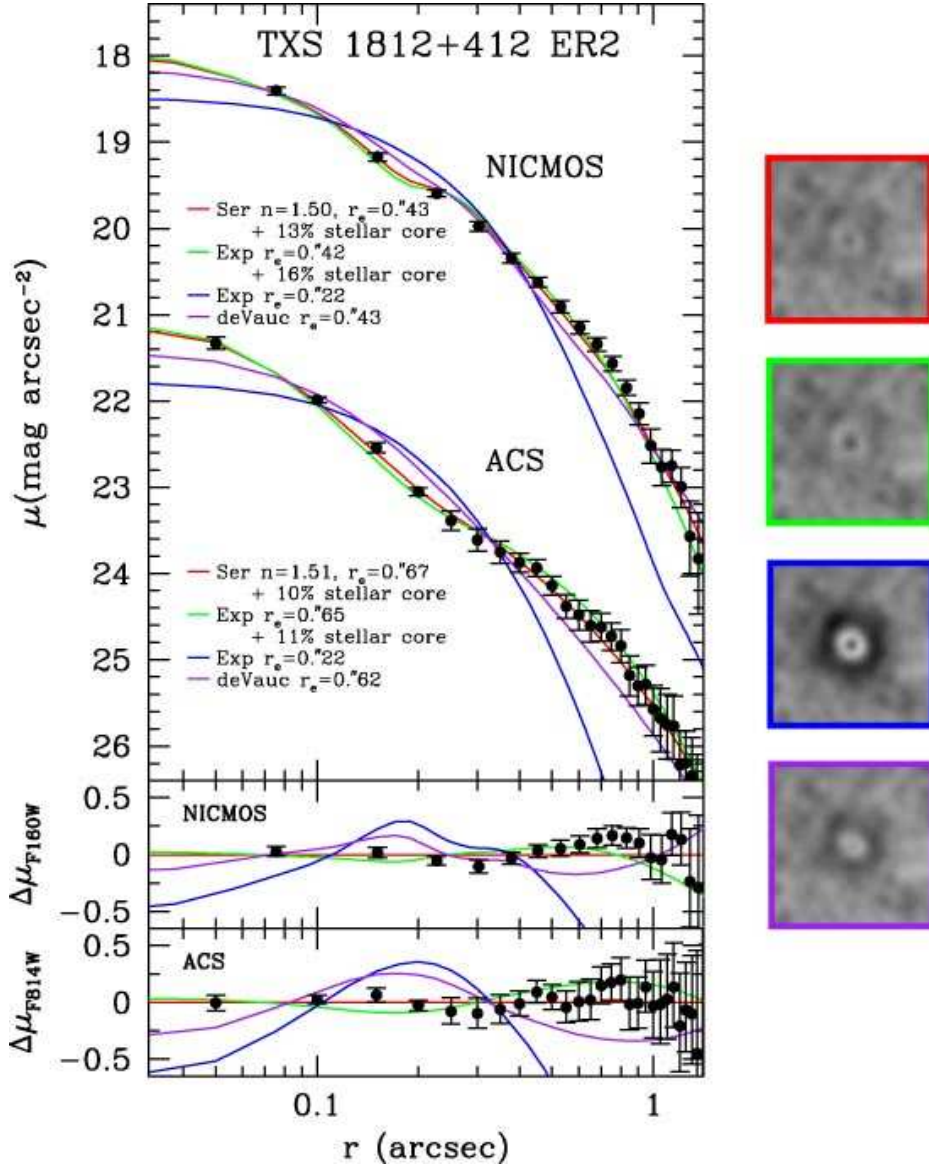 TXS 1812+412 ER2
18
19
20
21
22
23
24
25
26
μ(mag arcsec⁻²)
NICMOS
Ser n=1.50, rₑ=0."43
+ 13% stellar core
Exp rₑ=0."42
+ 16% stellar core
Exp rₑ=0."22
deVauc rₑ=0."43
ACS
Ser n=1.51, rₑ=0."67
+ 10% stellar core
Exp rₑ=0."65
+ 11% stellar core
Exp rₑ=0."22
deVauc rₑ=0."62
NICMOS
0.5
0
−0.5
Δμ_F160W
ACS
0.5
0
−0.5
Δμ_F814W
0.1
1
r (arcsec)